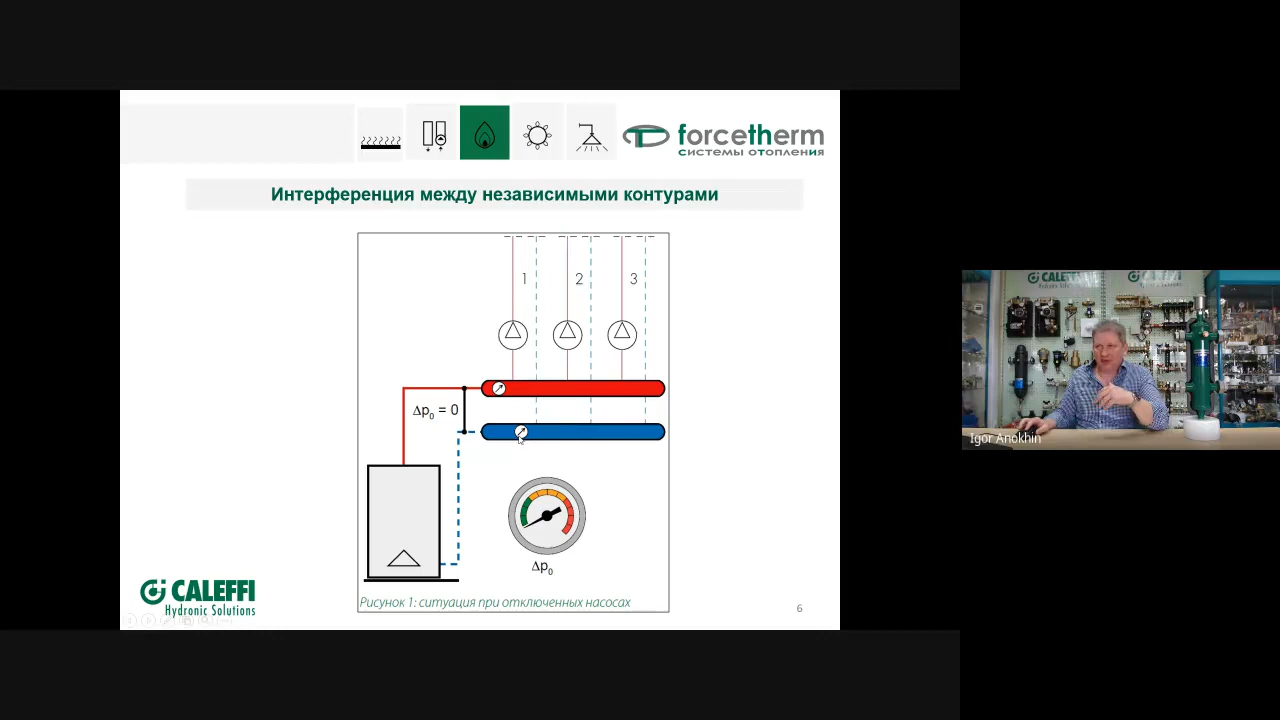 forcetherm
системы отопления
Интерференция между независимыми контурами
1
2
3
Δp₀ = 0
Δp₀
Рисунок 1: ситуация при отключенных насосах
CALEFFI
Hydronic Solutions
6
CALEFFI
CALEFFI
Igor Anokhin